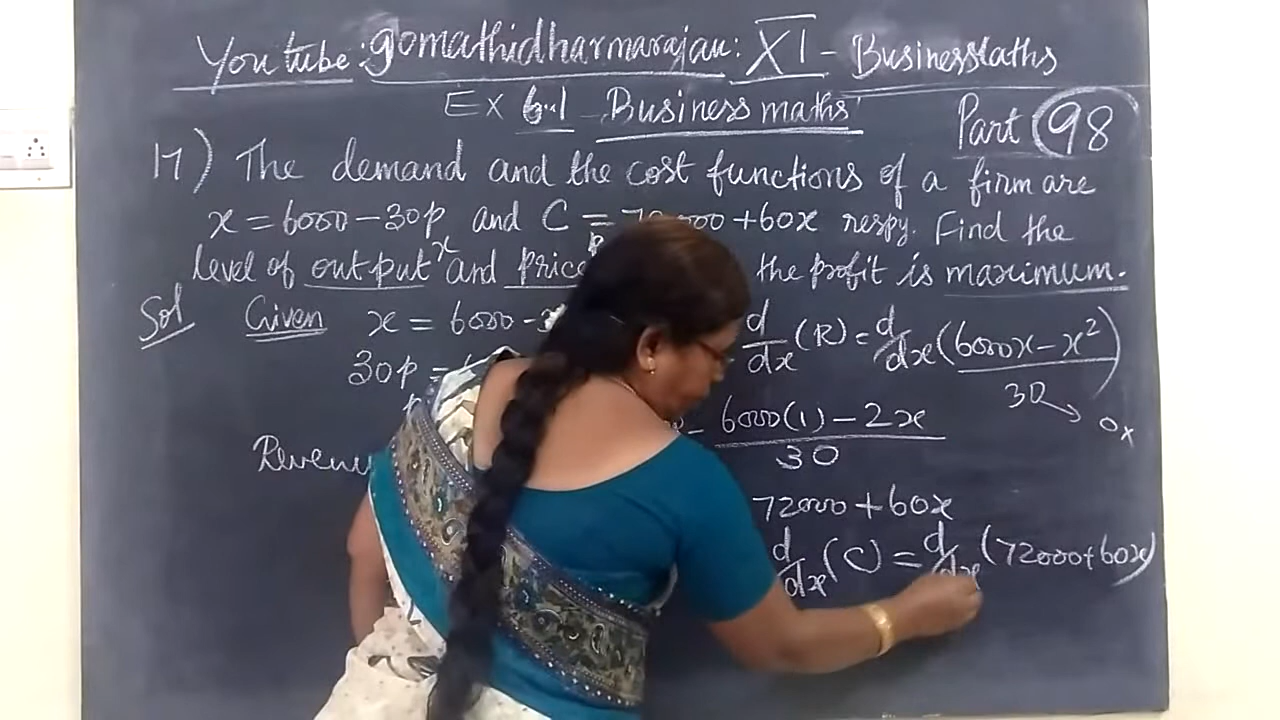 Youtube: gomathidharmarajan: XI - Businessmaths
Ex 6.1 - Business maths
Part 98
17) The demand and the cost functions of a firm are
x = 6000 - 30p and C = 72000 + 60x respy. Find the
level of output x and price p the profit is maximum.
Sol Given x = 6000 - 3
30p =
Revenu
d/dx (R) = d/dx (6000x - x²/30)
6000(1) - 2x / 30
72000 + 60x
d/dx (C) = d/dx (72000 + 60x)